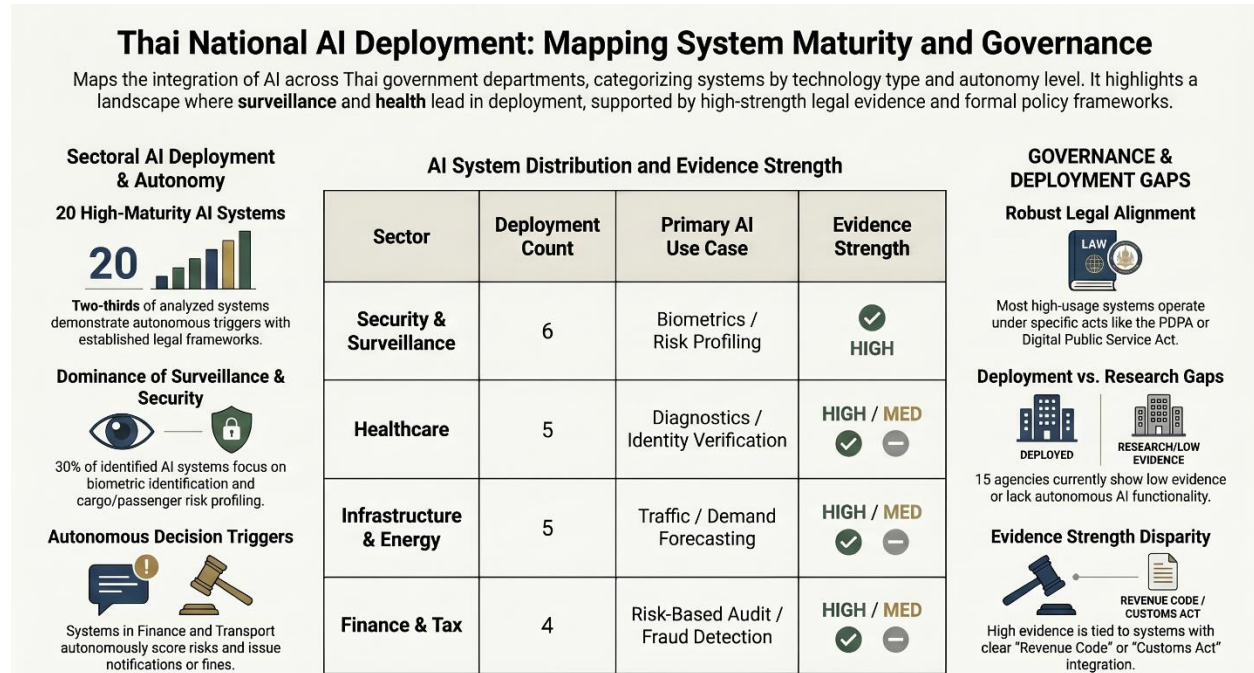 Thai National AI Deployment: Mapping System Maturity and Governance
Maps the integration of AI across Thai government departments, categorizing systems by technology type and autonomy level. It highlights a
landscape where surveillance and health lead in deployment, supported by high-strength legal evidence and formal policy frameworks.
Sectoral AI Deployment
& Autonomy
20 High-Maturity AI Systems
20
Two-thirds of analyzed systems
demonstrate autonomous triggers with
established legal frameworks.
Dominance of Surveillance &
Security
30% of identified AI systems focus on
biometric identification and
cargo/passenger risk profiling.
Autonomous Decision Triggers
!
Systems in Finance and Transport
autonomously score risks and issue
notifications or fines.
AI System Distribution and Evidence Strength
Sector
Deployment
Count
Primary AI
Use Case
Evidence
Strength
Security &
Surveillance
6
Biometrics /
Risk Profiling
HIGH
Healthcare
5
Diagnostics /
Identity Verification
HIGH / MED
Infrastructure
& Energy
5
Traffic / Demand
Forecasting
HIGH / MED
Finance & Tax
4
Risk-Based Audit /
Fraud Detection
HIGH / MED
GOVERNANCE &
DEPLOYMENT GAPS
Robust Legal Alignment
LAW
Most high-usage systems operate
under specific acts like the PDPA or
Digital Public Service Act.
Deployment vs. Research Gaps
DEPLOYED
RESEARCH/LOW
EVIDENCE
15 agencies currently show low evidence
or lack autonomous AI functionality.
Evidence Strength Disparity
REVENUE CODE /
CUSTOMS ACT
High evidence is tied to systems with
clear "Revenue Code" or "Customs Act"
integration.